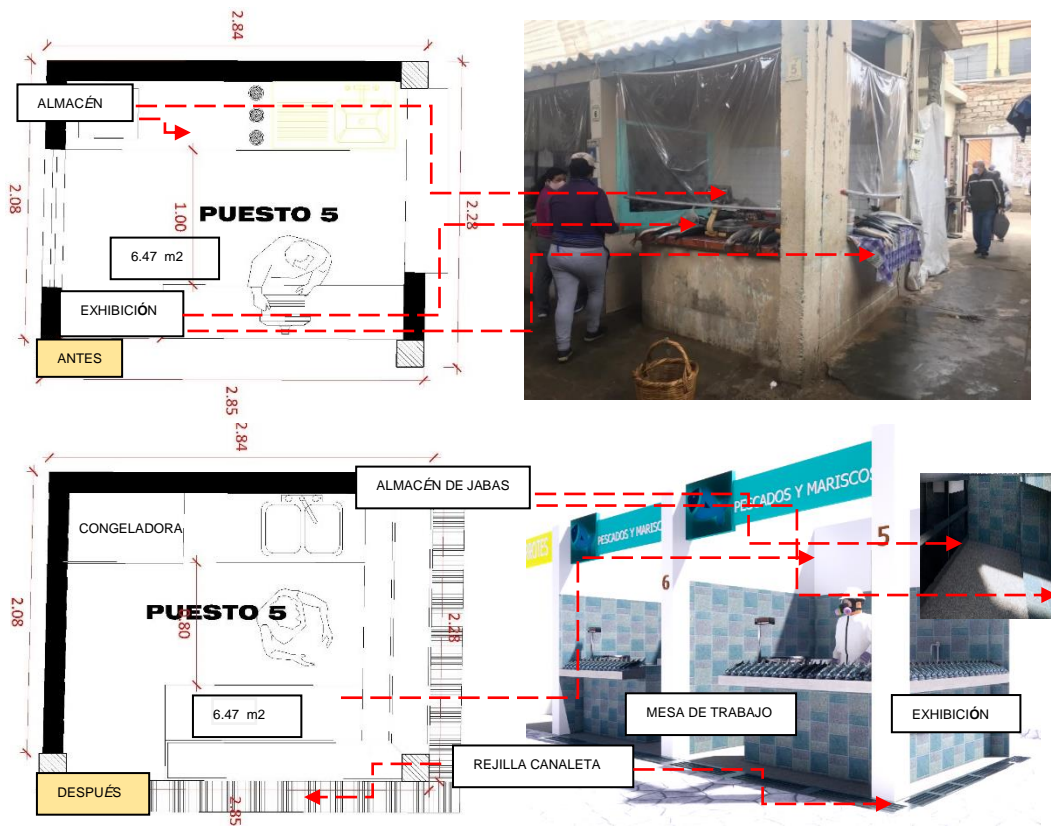 2.84
ALMACÉN
2.08
1.00
PUESTO 5
2.28
6.47 m2
EXHIBICIÓN
ANTES
2.85
5
2.84
ALMACÉN DE JABAS
CONGELADORA
PESCADOS Y MARISCOS
PESCADOS Y MARISC
5
6
2.08
PUESTO 5
0.80
2.28
6.47 m2
MESA DE TRABAJO
EXHIBICIÓN
REJILLA CANALETA
DESPUÉS
2.85